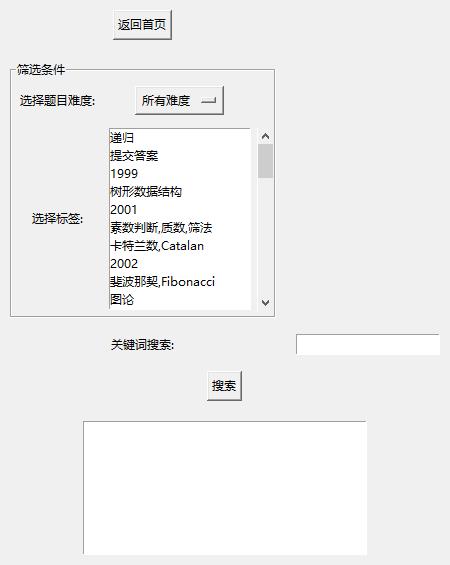 返回首页
筛选条件
选择题目难度:
所有难度
选择标签:
递归
提交答案
1999
树形数据结构
2001
素数判断,质数,筛法
卡特兰数,Catalan
2002
斐波那契,Fibonacci
图论
关键词搜索:
搜索